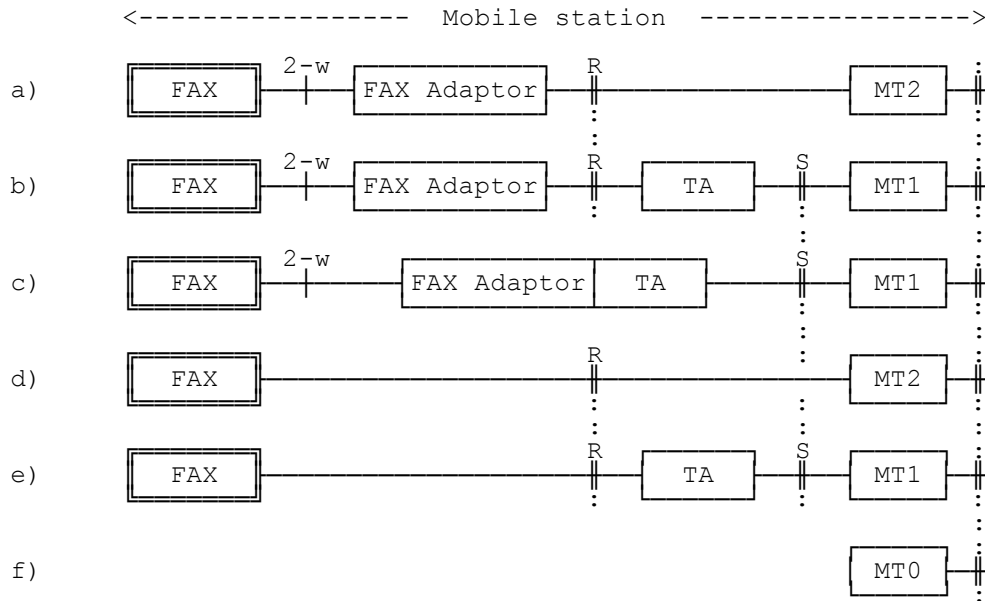 <---------------- Mobile station ---------------->
2-w R
a) FAX FAX Adaptor MT2
2-w R S
b) FAX FAX Adaptor TA MT1
2-w S
c) FAX FAX Adaptor TA MT1
R
d) FAX MT2
R S
e) FAX TA MT1
f) MT0